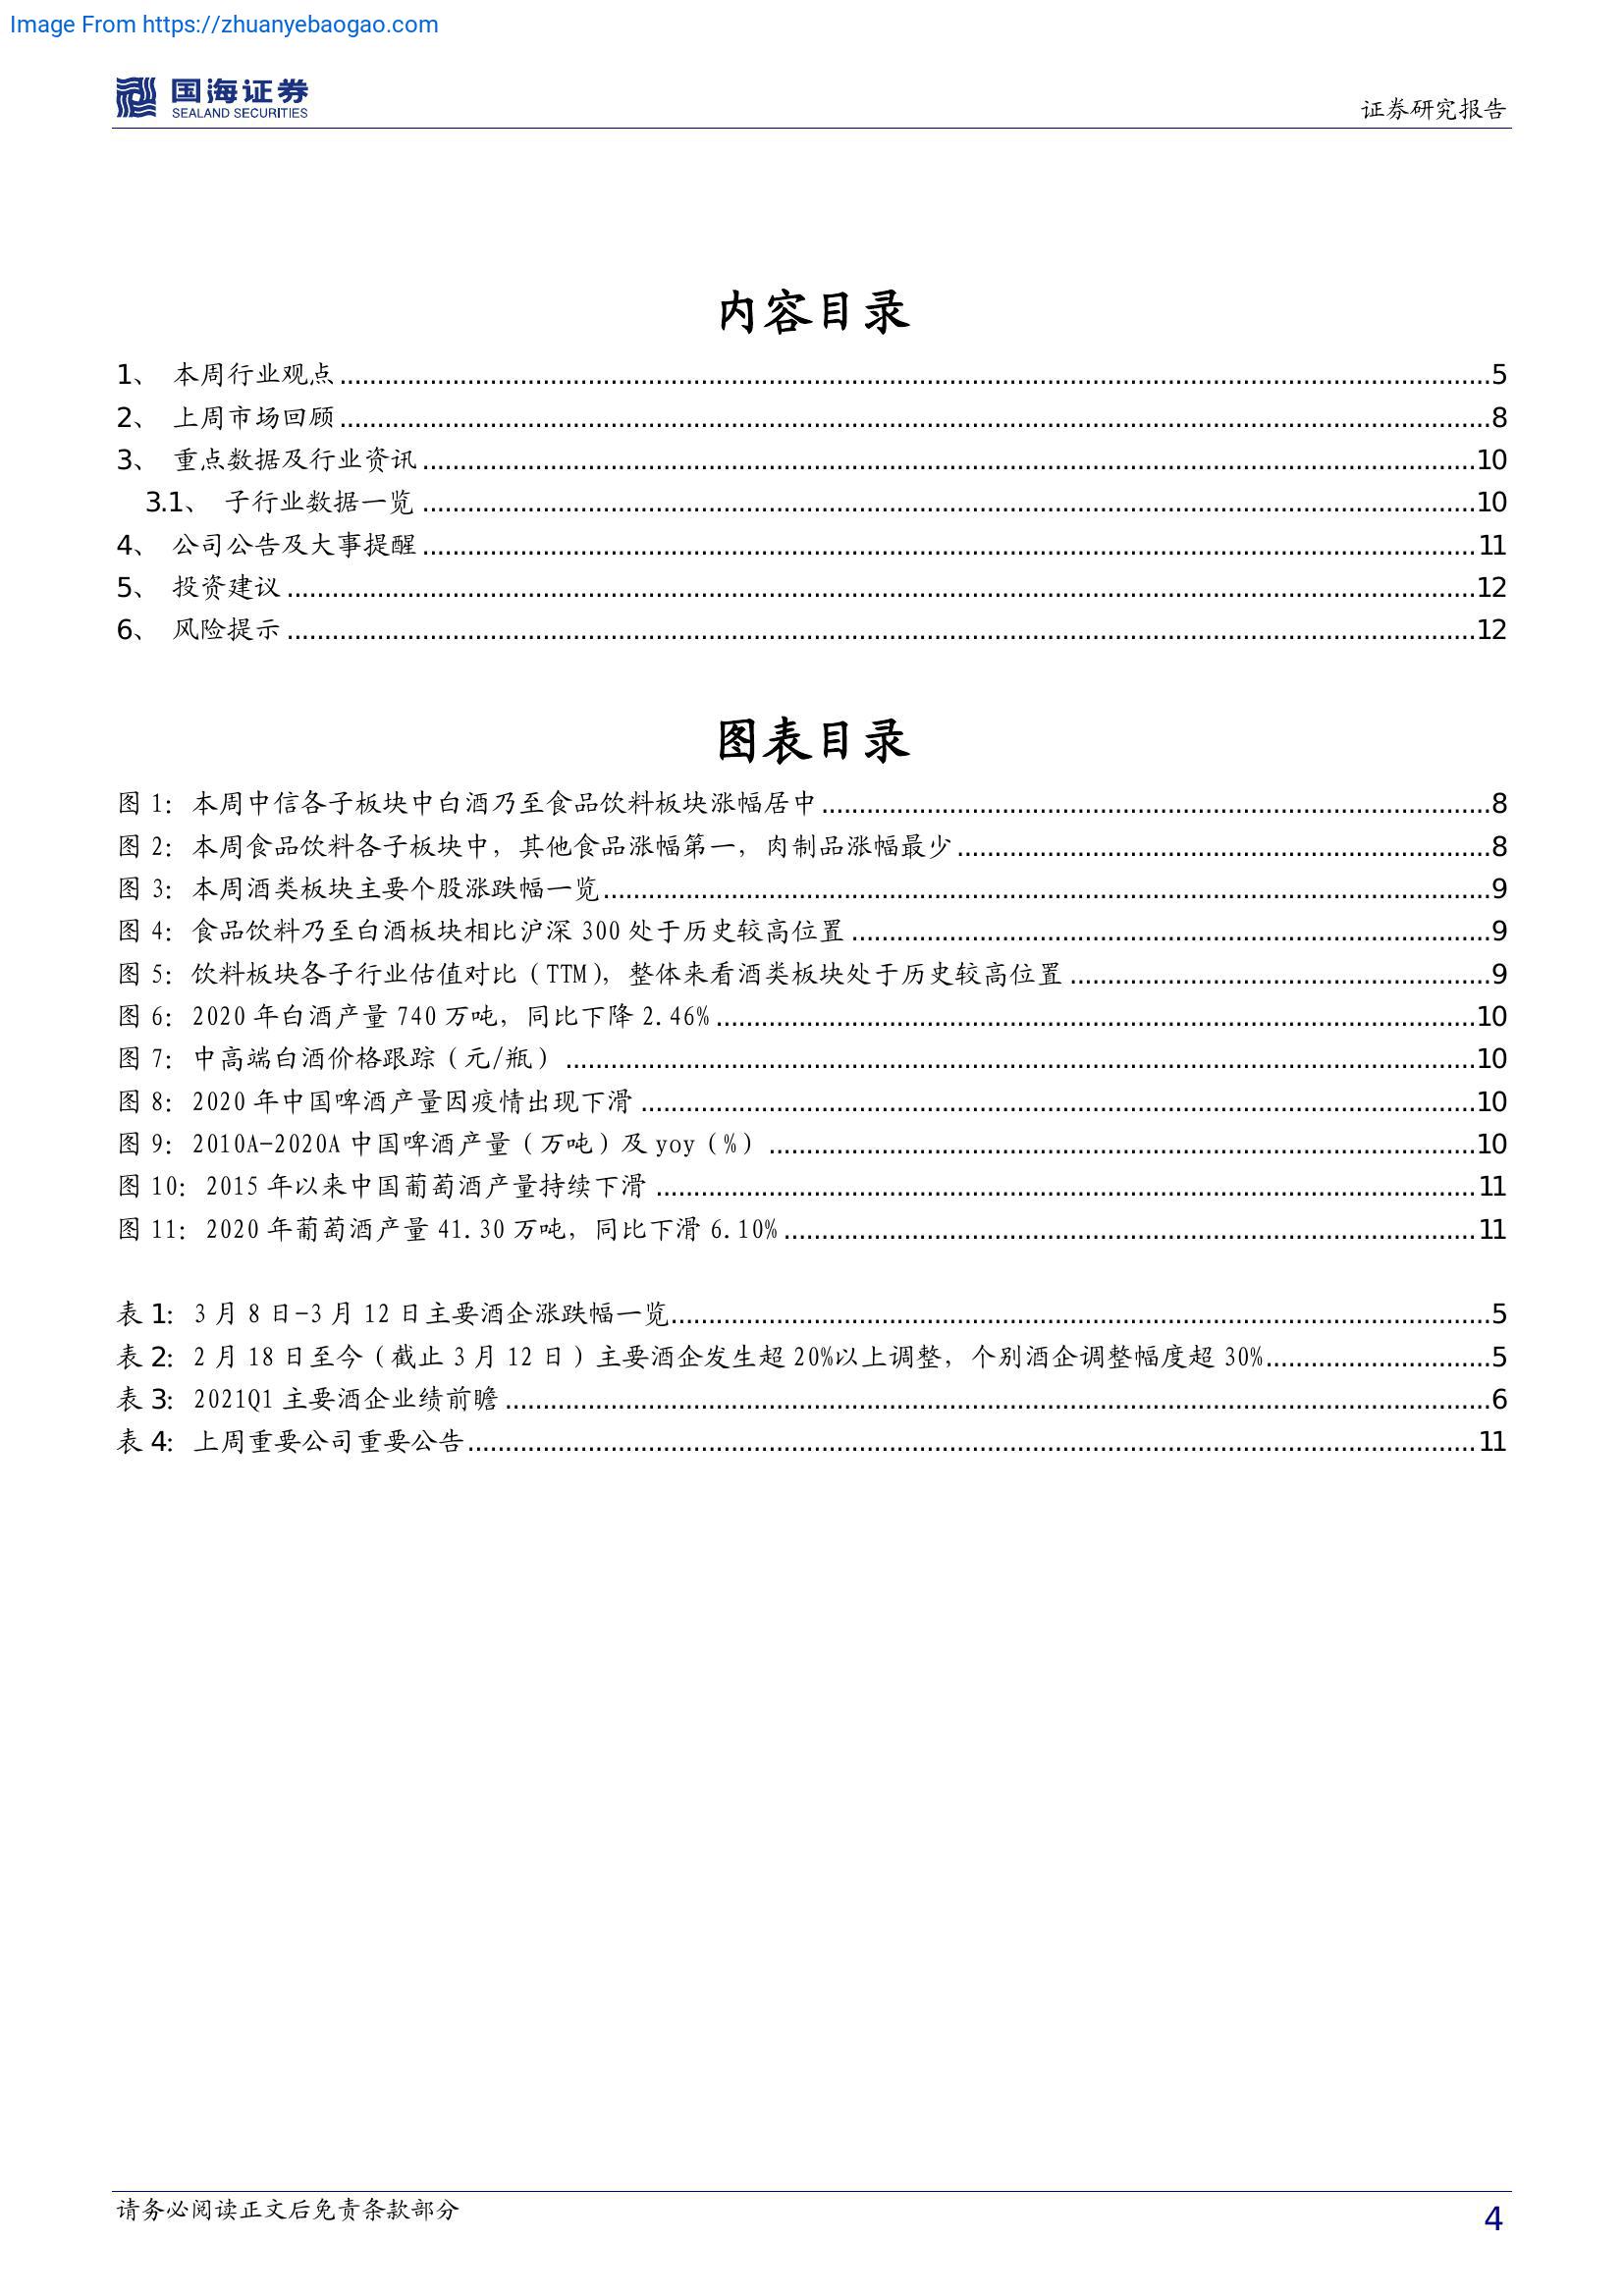 Image From https://zhuanyebaogao.com
国海证券
SEALAND SECURITIES
证券研究报告
内容目录
1、 本周行业观点 5
2、 上周市场回顾 8
3、 重点数据及行业资讯 10
3.1、 子行业数据一览 10
4、 公司公告及大事提醒 11
5、 投资建议 12
6、 风险提示 12
图表目录
图 1: 本周中信各子板块中白酒乃至食品饮料板块涨幅居中 8
图 2: 本周食品饮料各子板块中，其他食品涨幅第一，肉制品涨幅最少 8
图 3: 本周酒类板块主要个股涨跌幅一览 9
图 4: 食品饮料乃至白酒板块相比沪深 300 处于历史较高位置 9
图 5: 饮料板块各子行业估值对比（TTM），整体来看酒类板块处于历史较高位置 9
图 6: 2020 年白酒产量 740 万吨，同比下降 2.46% 10
图 7: 中高端白酒价格跟踪（元/瓶） 10
图 8: 2020 年中国啤酒产量因疫情出现下滑 10
图 9: 2010A-2020A 中国啤酒产量（万吨）及 yoy（%） 10
图 10: 2015 年以来中国葡萄酒产量持续下滑 11
图 11: 2020 年葡萄酒产量 41.30 万吨，同比下滑 6.10% 11
表 1: 3 月 8 日-3 月 12 日主要酒企涨跌幅一览 5
表 2: 2 月 18 日至今（截止 3 月 12 日）主要酒企发生超 20%以上调整，个别酒企调整幅度超 30% 5
表 3: 2021Q1 主要酒企业绩前瞻 6
表 4: 上周重要公司重要公告 11
请务必阅读正文后免责条款部分
4